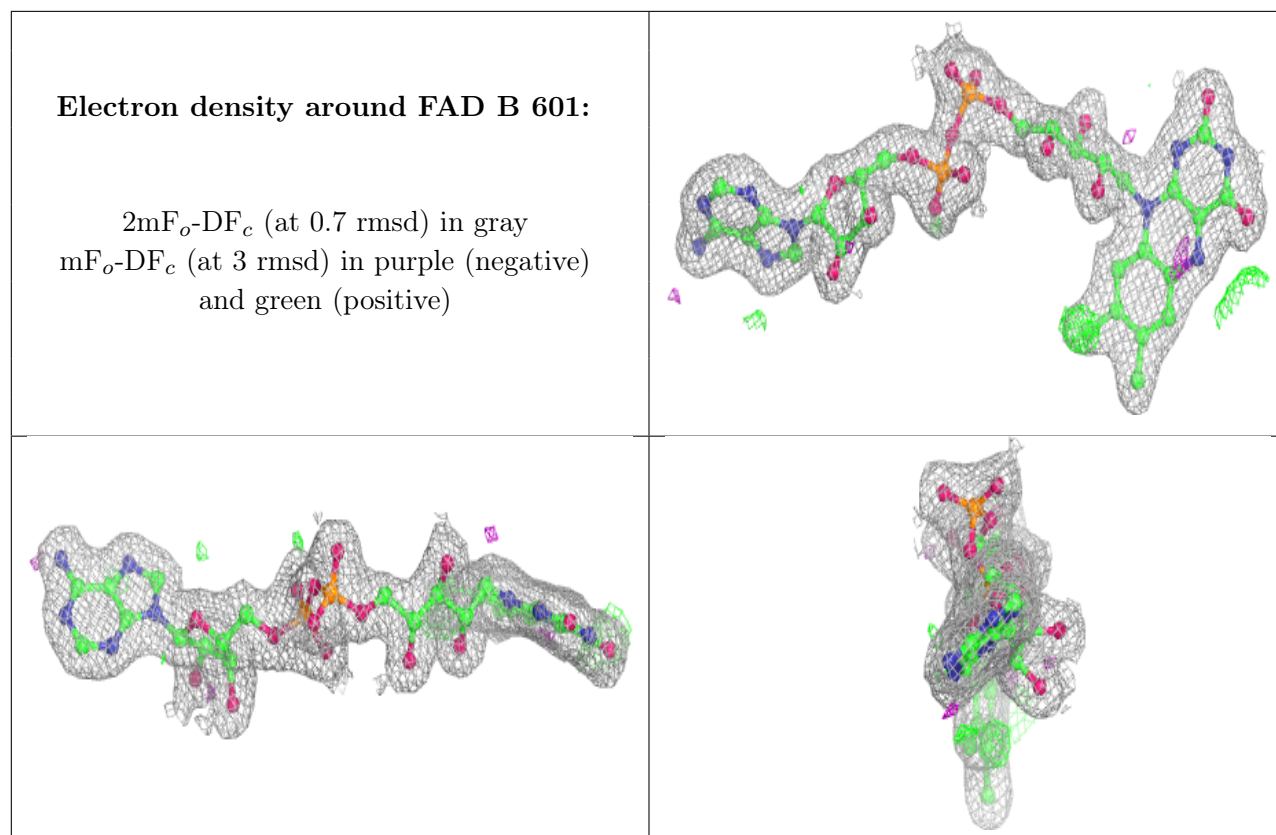 Electron density around FAD B 601:
2mFo-DFc (at 0.7 rmsd) in gray
mFo-DFc (at 3 rmsd) in purple (negative)
and green (positive)